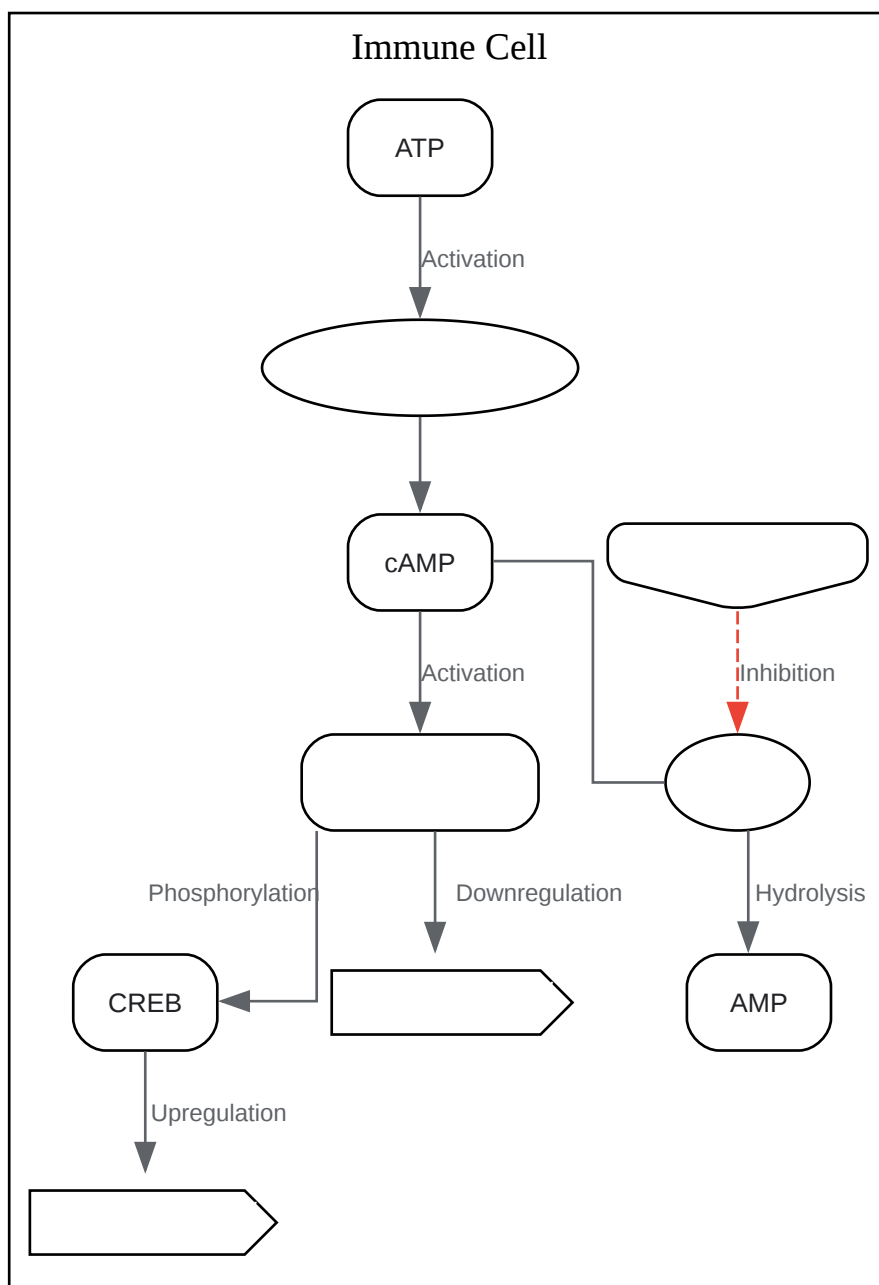 Immune Cell
ATP
Activation
cAMP
Activation
Inhibition
Phosphorylation
Downregulation
Hydrolysis
CREB
AMP
Upregulation